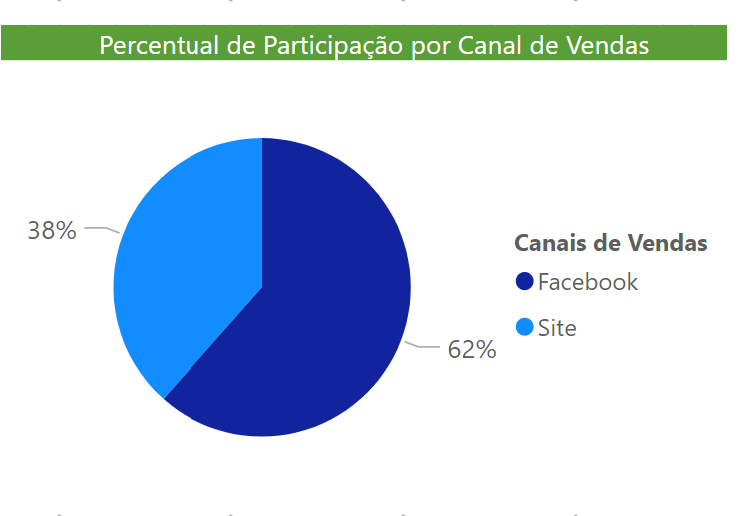 Percentual de Participação por Canal de Vendas
38%
Canais de Vendas
Facebook
Site
62%